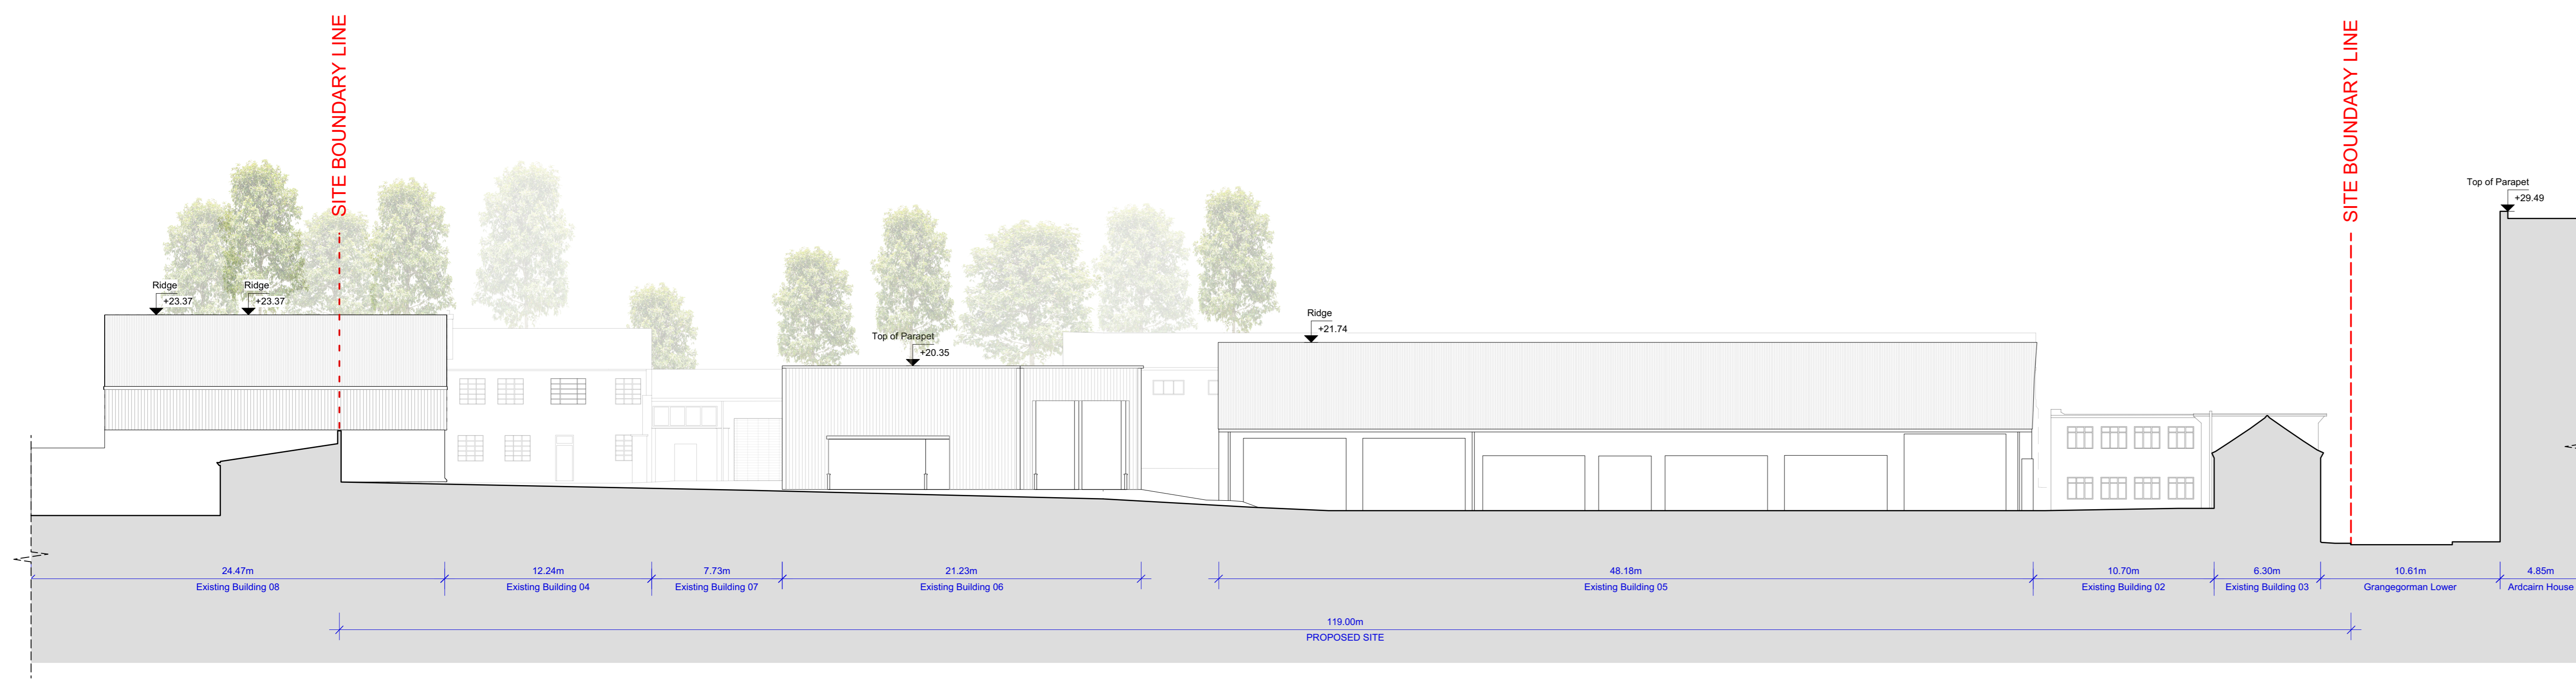 SITE BOUNDARY LINE
SITE BOUNDARY LINE
Top of Parapet
+29.49
Ridge
+23.37
Ridge
+23.37
Ridge
+21.74
Top of Parapet
+20.35
24.47m
Existing Building 08
12.24m
Existing Building 04
7.73m
Existing Building 07
21.23m
Existing Building 06
48.18m
Existing Building 05
10.70m
Existing Building 02
6.30m
Existing Building 03
10.61m
Grangegorman Lower
4.85m
Ardcairn House
119.00m
PROPOSED SITE